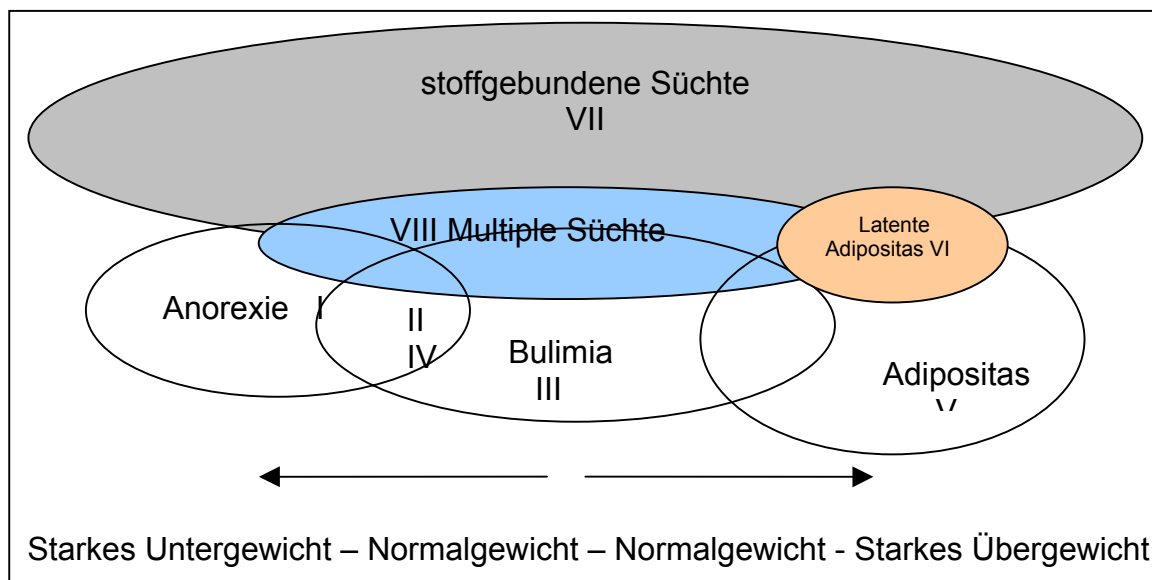 stoffgebundene Süchte
VII
VIII Multiple Süchte
Latente
Adipositas VI
Anorexie I
II
IV
Bulimia
III
Adipositas
V
Starkes Untergewicht – Normalgewicht – Normalgewicht - Starkes Übergewicht